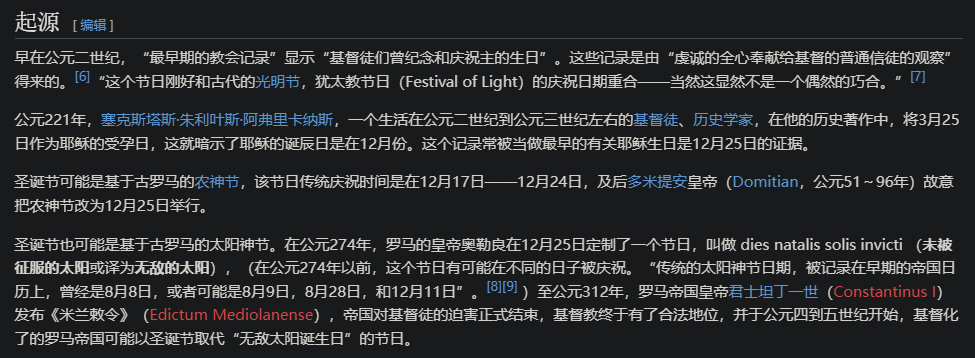 起源 [ 编辑 ]
早在公元二世纪，“最早期的教会记录”显示“基督徒们曾纪念和庆祝主的生日”。这些记录是由“虔诚的全心奉献给基督的普通信徒的观察”
得来的。[6]“这个节日刚好和古代的光明节，犹太教节日（Festival of Light）的庆祝日期重合——当然这显然不是一个偶然的巧合。”[7]
公元221年，塞克斯塔斯·朱利叶斯·阿弗里卡纳斯，一个生活在公元二世纪到公元三世纪左右的基督徒、历史学家，在他的历史著作中，将3月25
日作为耶稣的受孕日，这就暗示了耶稣的诞辰日是在12月份。这个记录常被当做最早的有关耶稣生日是12月25日的证据。
圣诞节可能是基于古罗马的农神节，该节日传统庆祝时间是在12月17日——12月24日，及后多米提安皇帝（Domitian，公元51～96年）故意
把农神节改为12月25日举行。
圣诞节也可能是基于古罗马的太阳神节。在公元274年，罗马的皇帝奥勒良在12月25日定制了一个节日，叫做 dies natalis solis invicti （未被
征服的太阳或译为无敌的太阳），（在公元274年以前，这个节日有可能在不同的日子被庆祝。“传统的太阳神节日期，被记录在早期的帝国日
历上，曾经是8月8日，或者可能是8月9日，8月28日，和12月11日”。[8][9] ）至公元312年，罗马帝国皇帝君士坦丁一世（Constantinus I）
发布《米兰敕令》（Edictum Mediolanense），帝国对基督徒的迫害正式结束，基督教终于有了合法地位，并于公元四到五世纪开始，基督化
了的罗马帝国可能以圣诞节取代“无敌太阳诞生日”的节日。